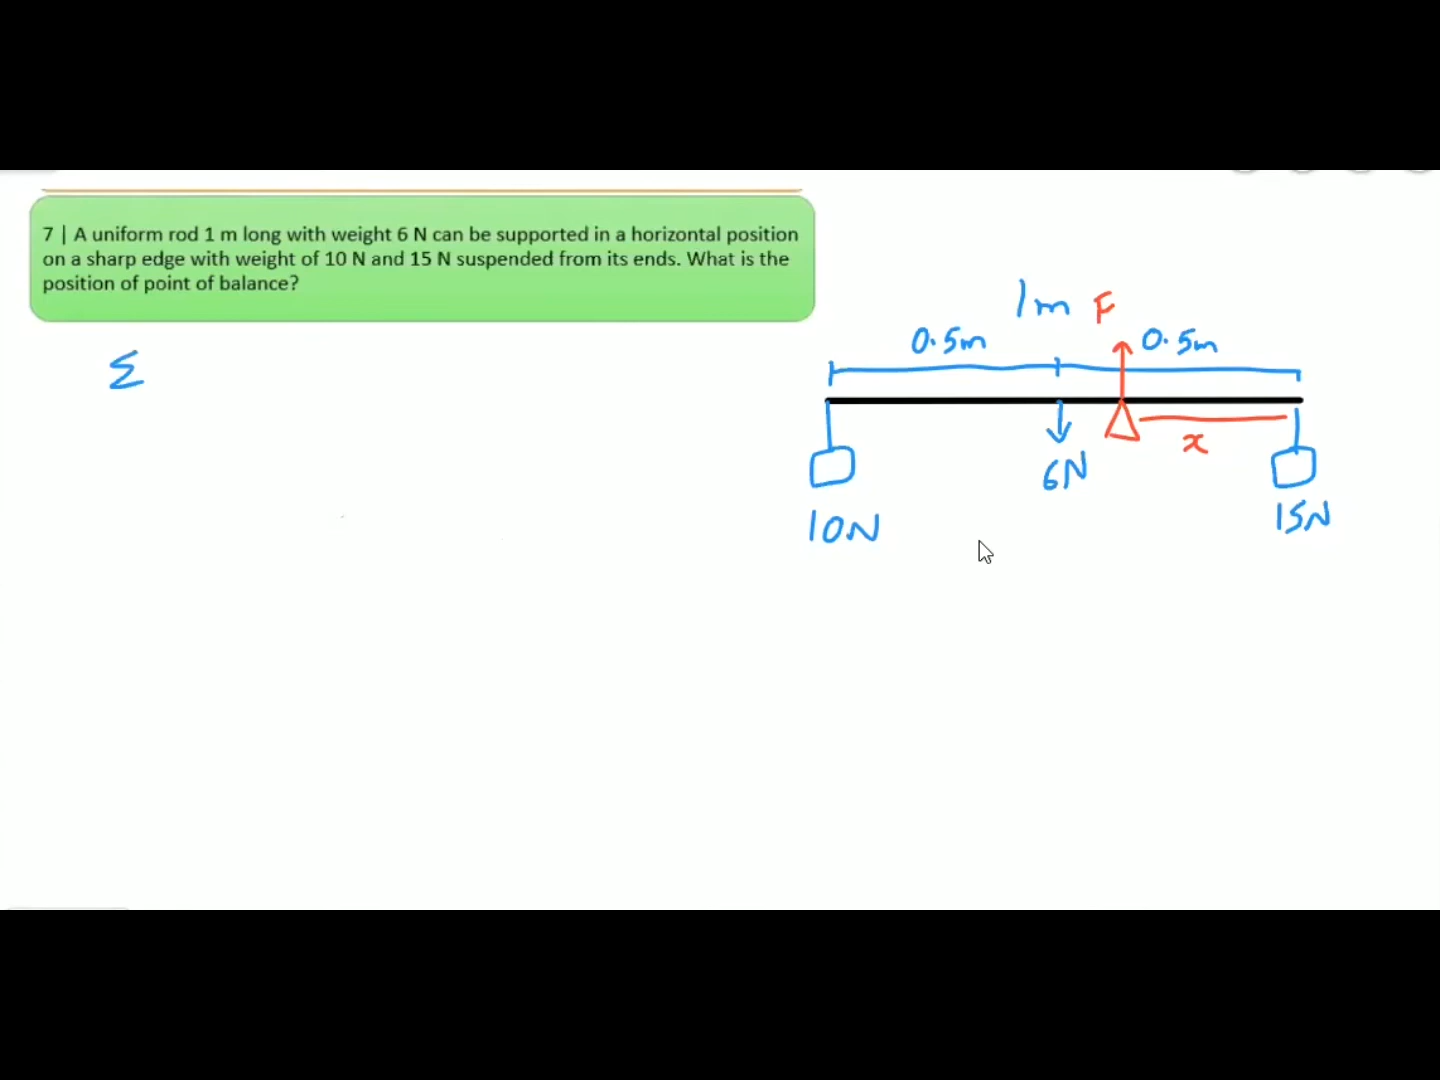 7 | A uniform rod 1 m long with weight 6 N can be supported in a horizontal position
on a sharp edge with weight of 10 N and 15 N suspended from its ends. What is the
position of point of balance?
1m F
0.5m 0.5m
Σ
x
6N
10N 15N